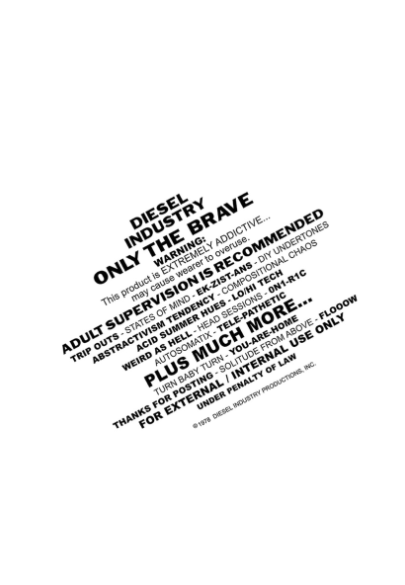 DIESEL
INDUSTRY
ONLY THE BRAVE
WARNING:
This product is EXTREMELY ADDICTIVE...
may cause wearer to overuse.
ADULT SUPERVISION IS RECOMMENDED
TRIP OUTS - STATES OF MIND - EK-ZIST-ANS - DIY UNDERTONES
ABSTRACTIVISM TENDENCY - COMPOSITIONAL CHAOS
ACID SUMMER HUES - LO/HI TECH
WEIRD AS HELL - HEAD SESSIONS - 0N1-R1C
AUTOSOMATIX - TELE-PATHETIC
PLUS MUCH MORE...
TURN BABY TURN - YOU-ARE-HOME
THANKS FOR POSTING - SOLITUDE FROM ABOVE - FLOOOW
FOR EXTERNAL / INTERNAL USE ONLY
UNDER PENALTY OF LAW
©1978 DIESEL INDUSTRY PRODUCTIONS, INC.